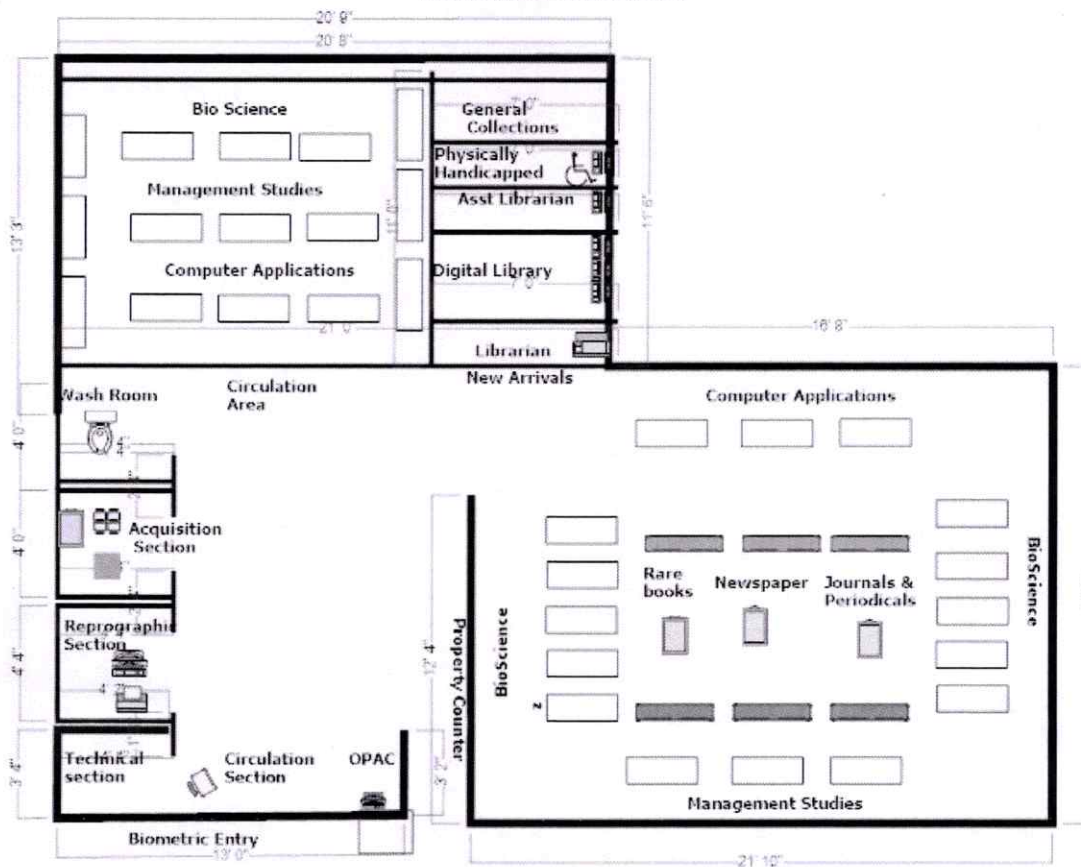 20' 9"
20' 8"
Bio Science
General
Collections
Physically
Handicapped
Management Studies
Asst Librarian
13' 3"
11' 0"
11' 6"
Computer Applications
Digital Library
7' 0"
21' 0"
16' 8"
Librarian
New Arrivals
Wash Room
Circulation
Area
Computer Applications
4' 0"
Acquisition
Section
4' 0"
Rare
books
Newspaper
Journals &
Periodicals
BioScience
Reprographic
Section
4' 4"
Property Counter
12' 4"
BioScience
z
Technical
section
Circulation
Section
OPAC
3' 4"
3' 2"
Management Studies
Biometric Entry
13' 0"
21' 10"